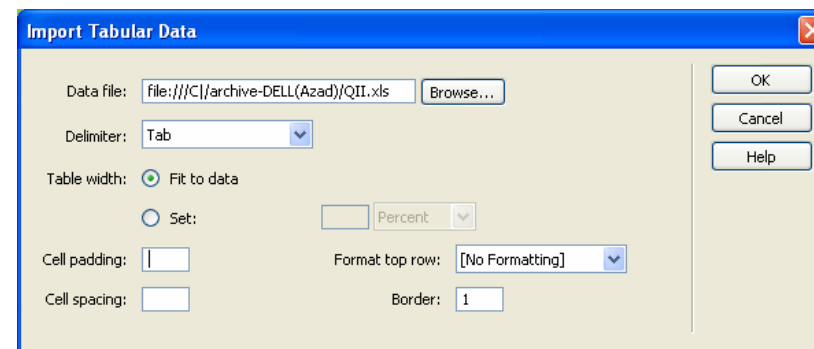 Import Tabular Data
Data file: file:///C|/archive-DELL(Azad)/QII.xls Browse... OK
Delimiter: Tab Cancel
Table width: Fit to data Help
Set: Percent
Cell padding: Format top row: [No Formatting]
Cell spacing: Border: 1